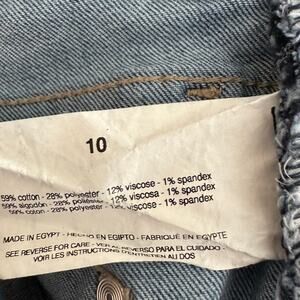 10
59% cotton - 28% polyester - 12% viscose - 1% spandex
59% algodón - 28% poliéster - 12% viscosa - 1% spandex
59% coton - 28% polyester - 12% viscose - 1% spandex
MADE IN EGYPT - HECHO EN EGIPTO - FABRIQUÉ EN EGYPTE
SEE REVERSE FOR CARE - VER AL REVERSO PARA EL CUIDADO
VOIR LES INSTRUCTIONS D'ENTRETIEN AU DOS